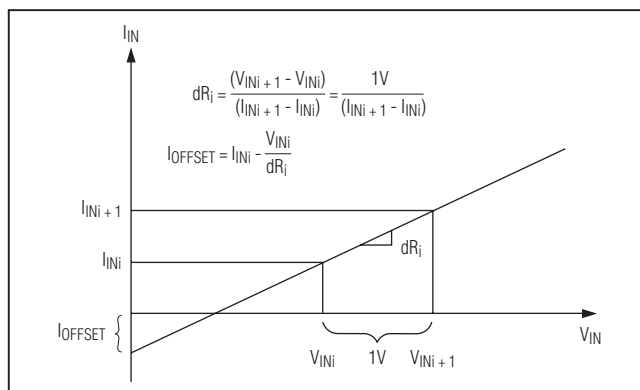 I_IN
dR_i = (V_INi + 1 - V_INi) / (I_INi + 1 - I_INi) = 1V / (I_INi + 1 - I_INi)
I_OFFSET = I_INi - V_INi / dR_i
I_INi + 1
dR_i
I_INi
I_OFFSET
V_IN
V_INi 1V V_INi + 1